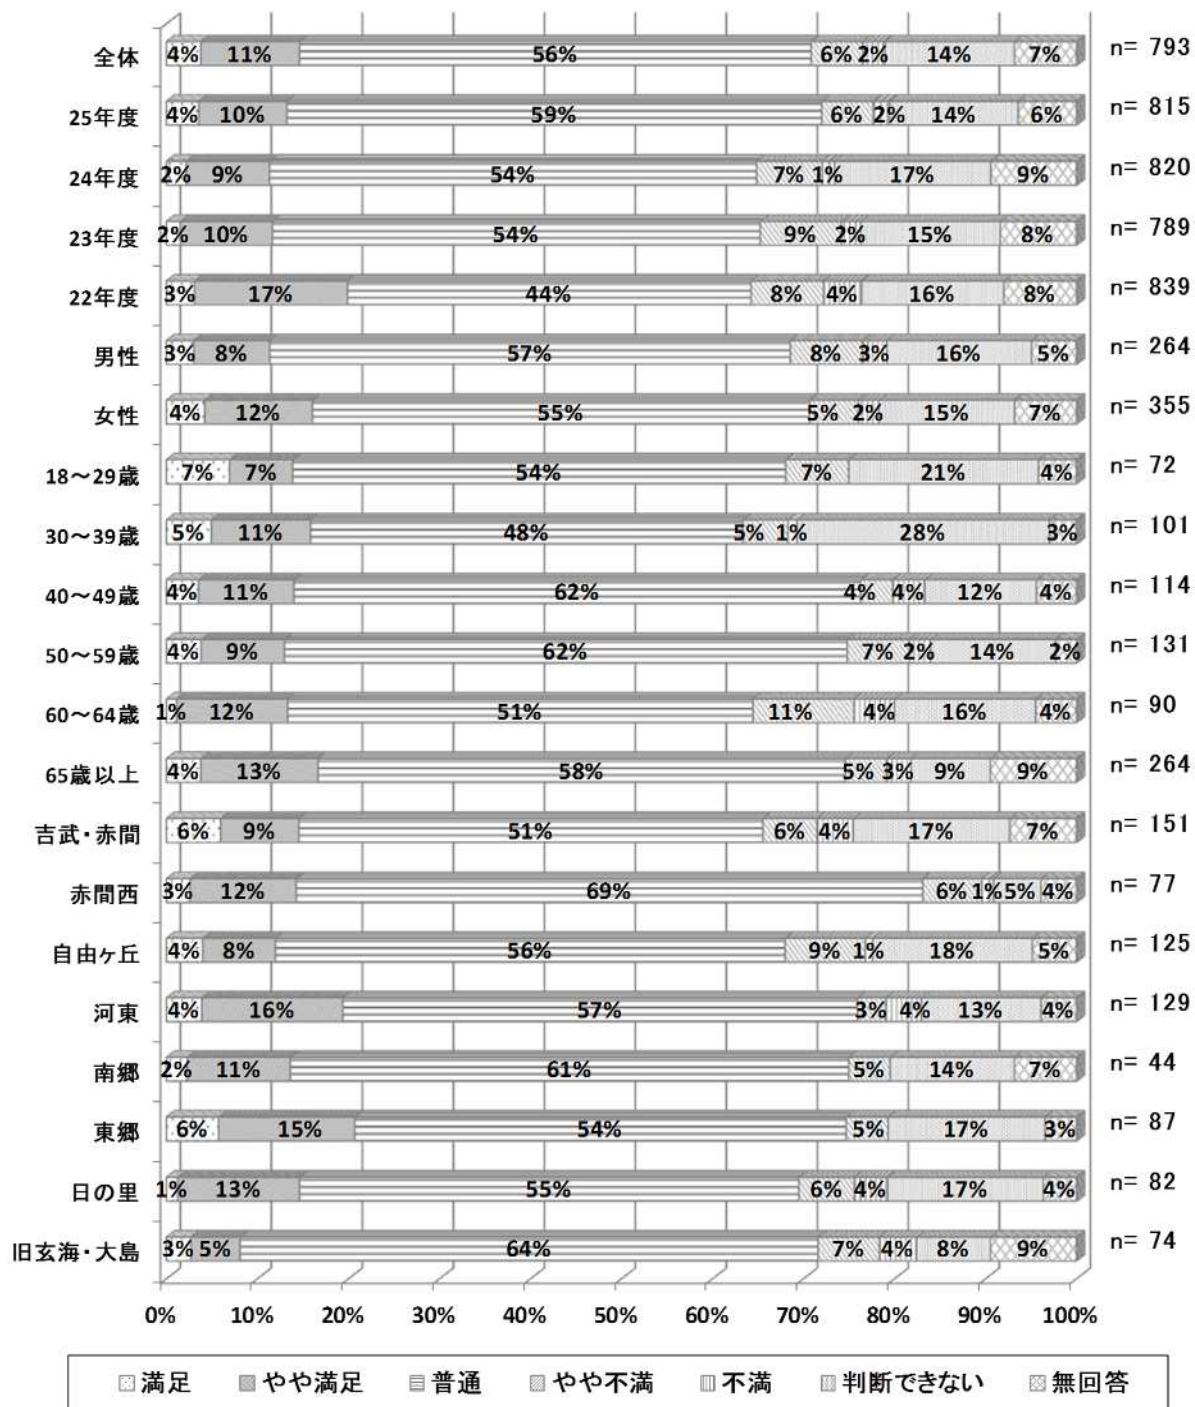 全体 4% 11% 56% 6% 2% 14% 7% n= 793
25年度 4% 10% 59% 6% 2% 14% 6% n= 815
24年度 2% 9% 54% 7% 1% 17% 9% n= 820
23年度 2% 10% 54% 9% 2% 15% 8% n= 789
22年度 3% 17% 44% 8% 4% 16% 8% n= 839
男性 3% 8% 57% 8% 3% 16% 5% n= 264
女性 4% 12% 55% 5% 2% 15% 7% n= 355
18～29歳 7% 7% 54% 7% 21% 4% n= 72
30～39歳 5% 11% 48% 5% 1% 28% 3% n= 101
40～49歳 4% 11% 62% 4% 4% 12% 4% n= 114
50～59歳 4% 9% 62% 7% 2% 14% 2% n= 131
60～64歳 1% 12% 51% 11% 4% 16% 4% n= 90
65歳以上 4% 13% 58% 5% 3% 9% 9% n= 264
吉武・赤間 6% 9% 51% 6% 4% 17% 7% n= 151
赤間西 3% 12% 69% 6% 1% 5% 4% n= 77
自由ヶ丘 4% 8% 56% 9% 1% 18% 5% n= 125
河東 4% 16% 57% 3% 4% 13% 4% n= 129
南郷 2% 11% 61% 5% 14% 7% n= 44
東郷 6% 15% 54% 5% 17% 3% n= 87
日の里 1% 13% 55% 6% 4% 17% 4% n= 82
旧玄海・大島 3% 5% 64% 7% 4% 8% 9% n= 74
0% 10% 20% 30% 40% 50% 60% 70% 80% 90% 100%
満足 やや満足 普通 やや不満 不満 判断できない 無回答